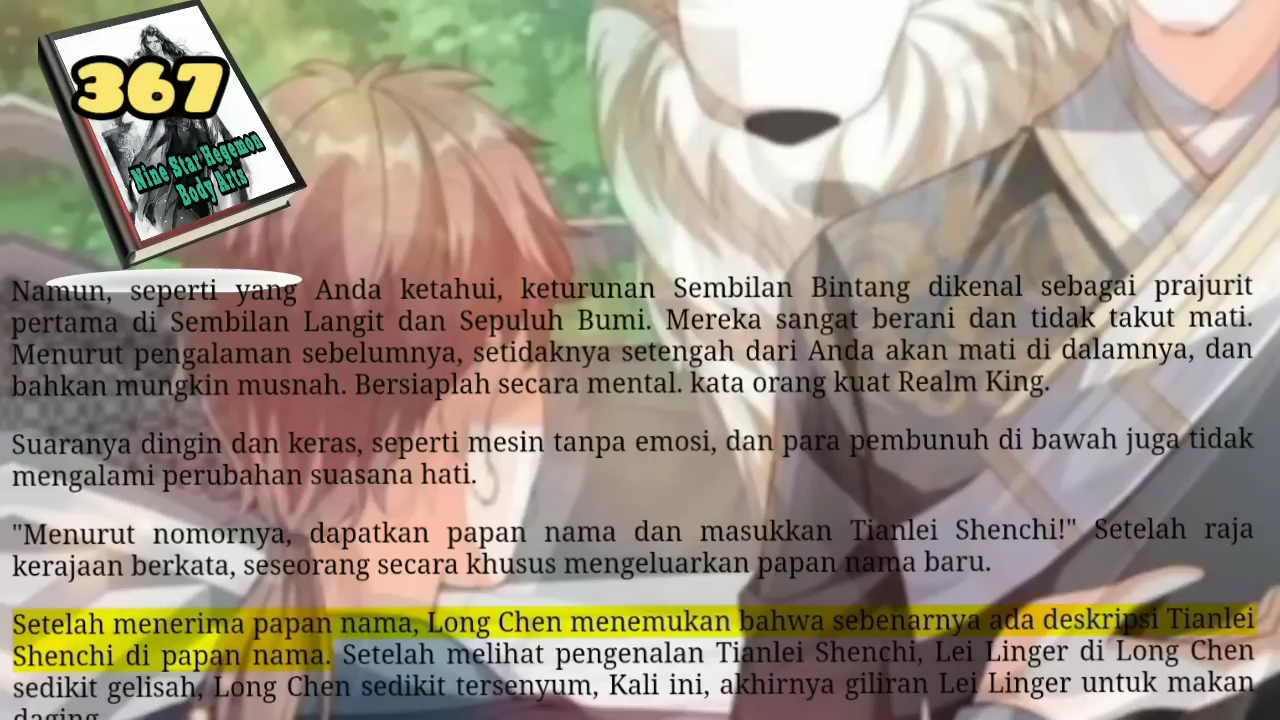 367
Nine Star Hegemon
Body Arts
Namun, seperti yang Anda ketahui, keturunan Sembilan Bintang dikenal sebagai prajurit
pertama di Sembilan Langit dan Sepuluh Bumi. Mereka sangat berani dan tidak takut mati.
Menurut pengalaman sebelumnya, setidaknya setengah dari Anda akan mati di dalamnya, dan
bahkan mungkin musnah. Bersiaplah secara mental. kata orang kuat Realm King.
Suaranya dingin dan keras, seperti mesin tanpa emosi, dan para pembunuh di bawah juga tidak
mengalami perubahan suasana hati.
"Menurut nomornya, dapatkan papan nama dan masukkan Tianlei Shenchi!" Setelah raja
kerajaan berkata, seseorang secara khusus mengeluarkan papan nama baru.
Setelah menerima papan nama, Long Chen menemukan bahwa sebenarnya ada deskripsi Tianlei
Shenchi di papan nama. Setelah melihat pengenalan Tianlei Shenchi, Lei Linger di Long Chen
sedikit gelisah, Long Chen sedikit tersenyum, Kali ini, akhirnya giliran Lei Linger untuk makan
daging.